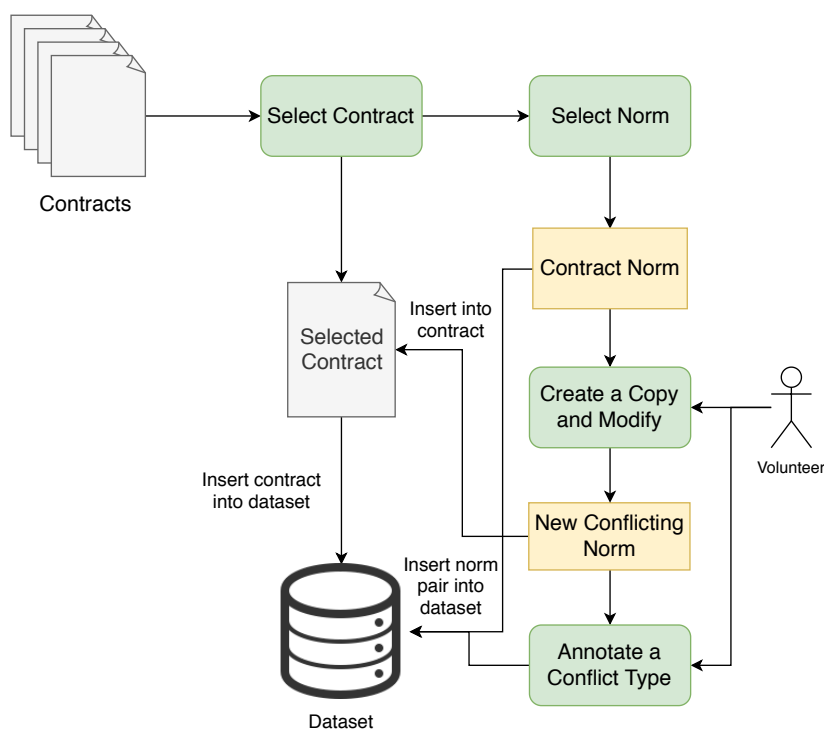 Contracts
Select Contract
Select Norm
Contract Norm
Insert into
contract
Selected
Contract
Create a Copy
and Modify
Volunteer
Insert contract
into dataset
New Conflicting
Norm
Insert norm
pair into
dataset
Annotate a
Conflict Type
Dataset